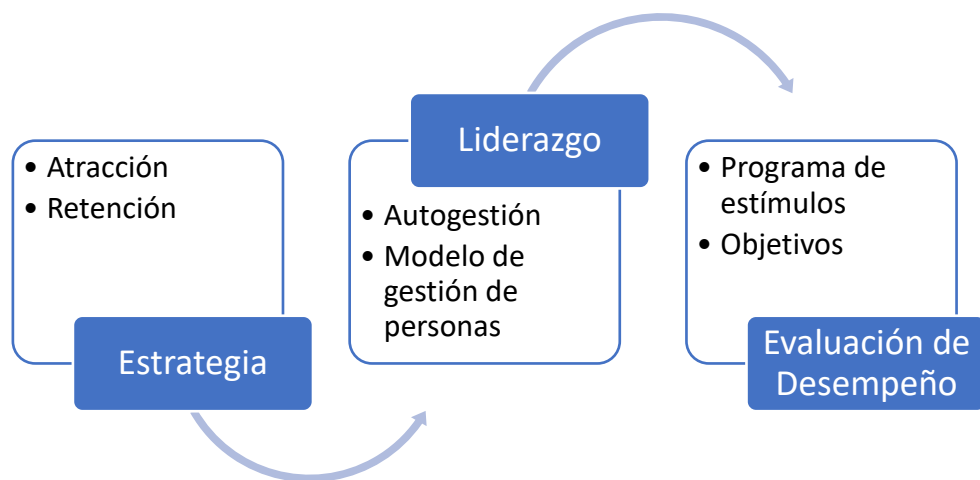 • Atracción
• Retención
Estrategia
Liderazgo
• Autogestión
• Modelo de
gestión de
personas
• Programa de
estímulos
• Objetivos
Evaluación de
Desempeño